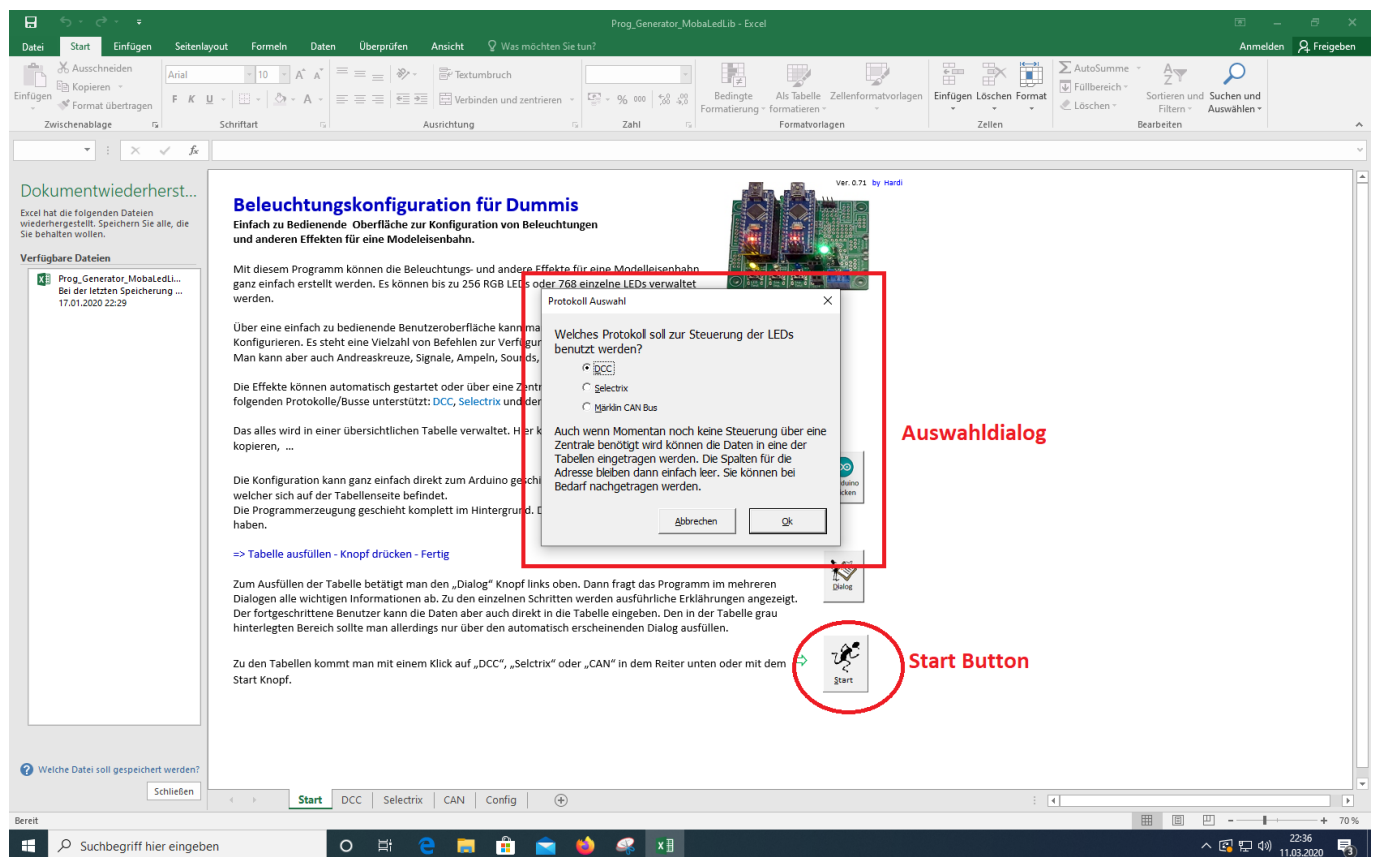 Prog_Generator_MobaLedLib - Excel
Datei Start Einfügen Seitenlayout Formeln Daten Überprüfen Ansicht Was möchten Sie tun? Anmelden Freigeben
Einfügen
Ausschneiden
Kopieren
Format übertragen
Zwischenablage
Arial 10
F K U
Schriftart
Textumbruch
Verbinden und zentrieren
Ausrichtung
% 000
Zahl
Bedingte Formatierung
Als Tabelle formatieren
Zellenformatvorlagen
Formatvorlagen
Einfügen Löschen Format
Zellen
AutoSumme
Füllbereich
Löschen
Sortieren und Filtern
Suchen und Auswählen
Bearbeiten
fx
Dokumentwiederherst...
Excel hat die folgenden Dateien
wiederhergestellt. Speichern Sie alle, die
Sie behalten wollen.
Verfügbare Dateien
Prog_Generator_MobaLedLi...
Bei der letzten Speicherung ...
17.01.2020 22:29
Welche Datei soll gespeichert werden?
Schließen
Ver. 0.71 by Hardi
Beleuchtungskonfiguration für Dummis
Einfach zu Bedienende Oberfläche zur Konfiguration von Beleuchtungen
und anderen Effekten für eine Modeleisenbahn.
Mit diesem Programm können die Beleuchtungs- und andere Effekte für eine Modelleisenbahn
ganz einfach erstellt werden. Es können bis zu 256 RGB LEDs oder 768 einzelne LEDs verwaltet
werden.
Über eine einfach zu bedienende Benutzeroberfläche kann
Konfigurieren. Es steht eine Vielzahl von Befehlen zur
Man kann aber auch Andreaskreuze, Signale, Ampeln, Sounds,
Die Effekte können automatisch gestartet oder über eine
folgenden Protokolle/Busse unterstützt: DCC, Selectrix und
Das alles wird in einer übersichtlichen Tabelle verwaltet. Hier
kopieren, ...
Die Konfiguration kann ganz einfach direkt zum Arduino
welcher sich auf der Tabellenseite befindet.
Die Programmerzeugung geschieht komplett im Hintergrund.
haben.
=> Tabelle ausfüllen - Knopf drücken - Fertig
Zum Ausfüllen der Tabelle betätigt man den „Dialog“ Knopf links oben. Dann fragt das Programm im mehreren
Dialogen alle wichtigen Informationen ab. Zu den einzelnen Schritten werden ausführliche Erklährungen angezeigt.
Der fortgeschrittene Benutzer kann die Daten aber auch direkt in die Tabelle eingeben. Den in der Tabelle grau
hinterlegten Bereich sollte man allerdings nur über den automatisch erscheinenden Dialog ausfüllen.
Zu den Tabellen kommt man mit einem Klick auf „DCC“, „Selctrix“ oder „CAN“ in dem Reiter unten oder mit dem
Start Knopf.
Protokoll Auswahl
Welches Protokoll soll zur Steuerung der LEDs
benutzt werden?
DCC
Selectrix
Märklin CAN Bus
Auch wenn Momentan noch keine Steuerung über eine
Zentrale benötigt wird können die Daten in eine der
Tabellen eingetragen werden. Die Spalten für die
Adresse bleiben dann einfach leer. Sie können bei
Bedarf nachgetragen werden.
Abbrechen Ok
Auswahldialog
Dialog
Start
Start Button
Start DCC Selectrix CAN Config
Bereit
70 %
Suchbegriff hier eingeben
22:36
11.03.2020
3